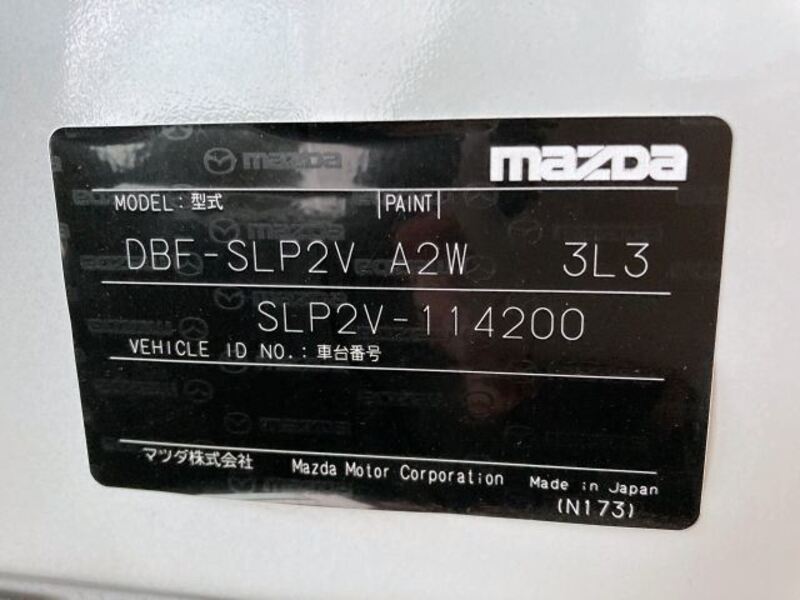 mazda
MODEL：型式 PAINT
DBF-SLP2V A2W 3L3
SLP2V-114200
VEHICLE ID NO.：車台番号
マツダ株式会社 Mazda Motor Corporation Made in Japan
(N173)